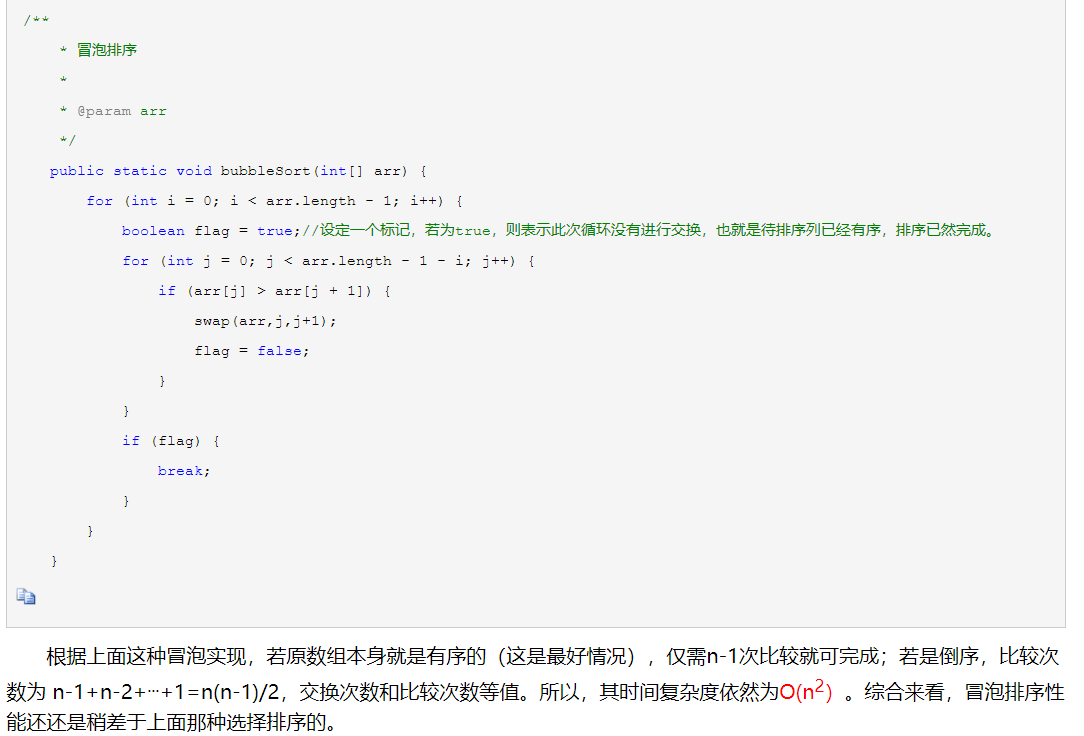 /**
* 冒泡排序
*
* @param arr
*/
public static void bubbleSort(int[] arr) {
for (int i = 0; i < arr.length - 1; i++) {
boolean flag = true;//设定一个标记，若为true，则表示此次循环没有进行交换，也就是待排序列已经有序，排序已然完成。
for (int j = 0; j < arr.length - 1 - i; j++) {
if (arr[j] > arr[j + 1]) {
swap(arr,j,j+1);
flag = false;
}
}
if (flag) {
break;
}
}
}
根据上面这种冒泡实现，若原数组本身就是有序的（这是最好情况），仅需n-1次比较就可完成；若是倒序，比较次
数为 n-1+n-2+···+1=n(n-1)/2，交换次数和比较次数等值。所以，其时间复杂度依然为O(n²）。综合来看，冒泡排序性
能还还是稍差于上面那种选择排序的。